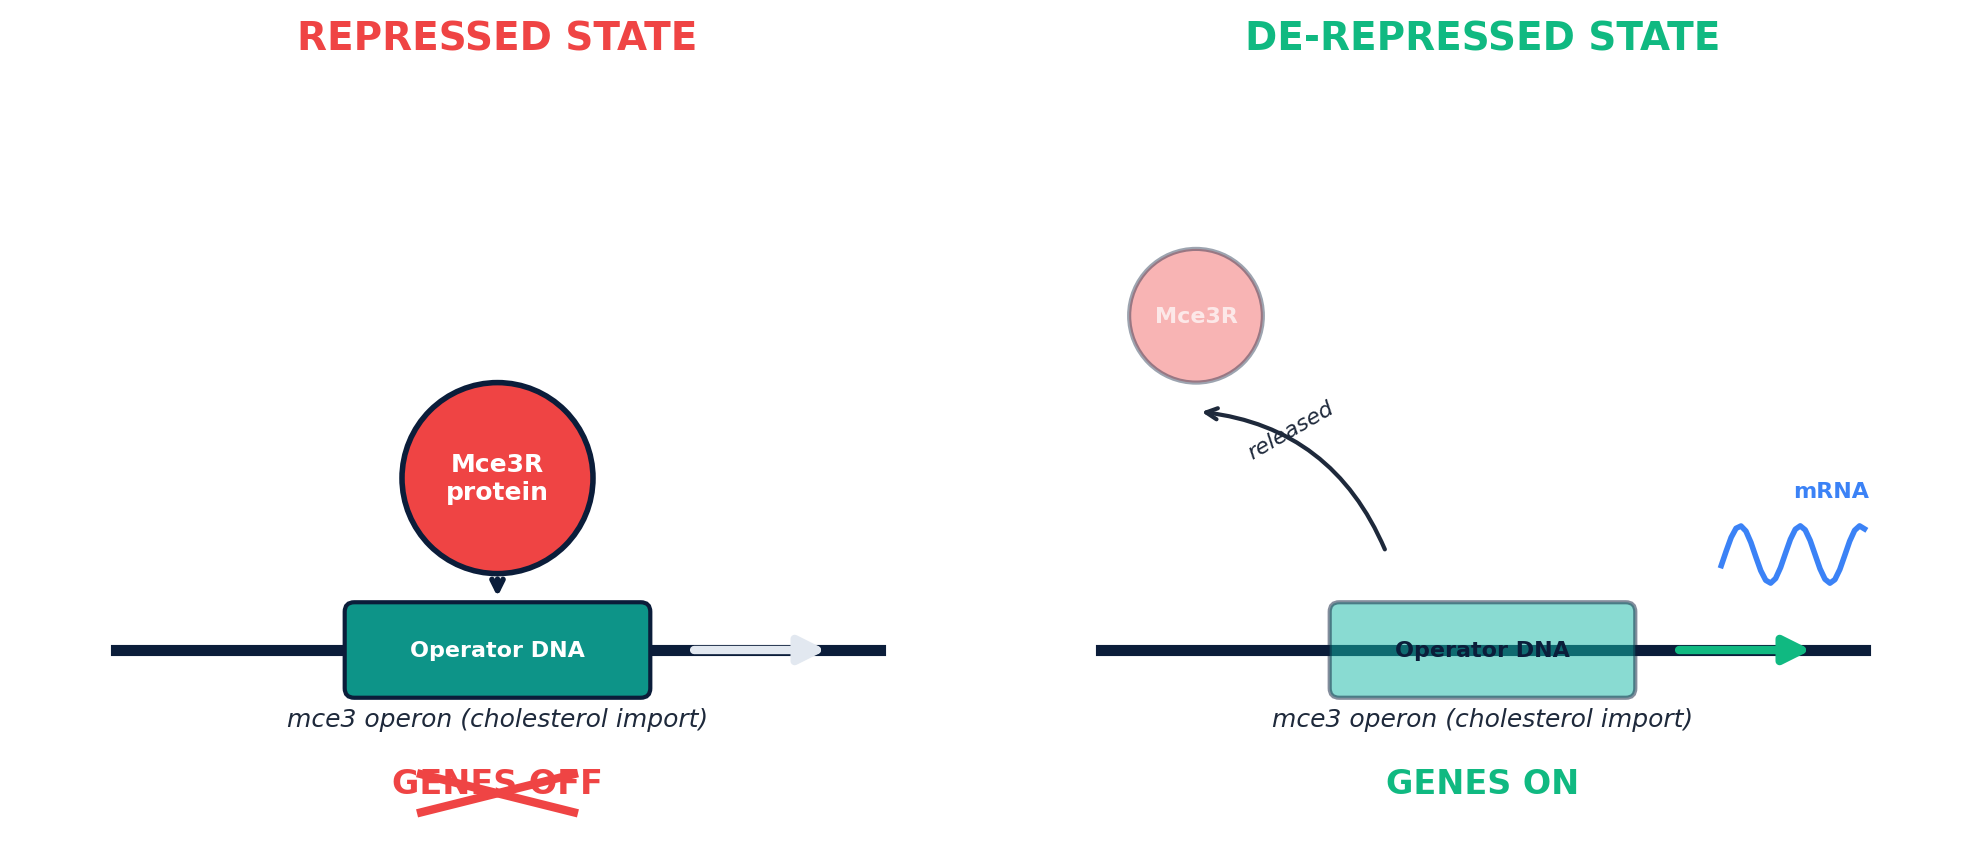 REPRESSED STATE
Mce3R
protein
Operator DNA
mce3 operon (cholesterol import)
GENES OFF
DE-REPRESSED STATE
Mce3R
released
mRNA
Operator DNA
mce3 operon (cholesterol import)
GENES ON